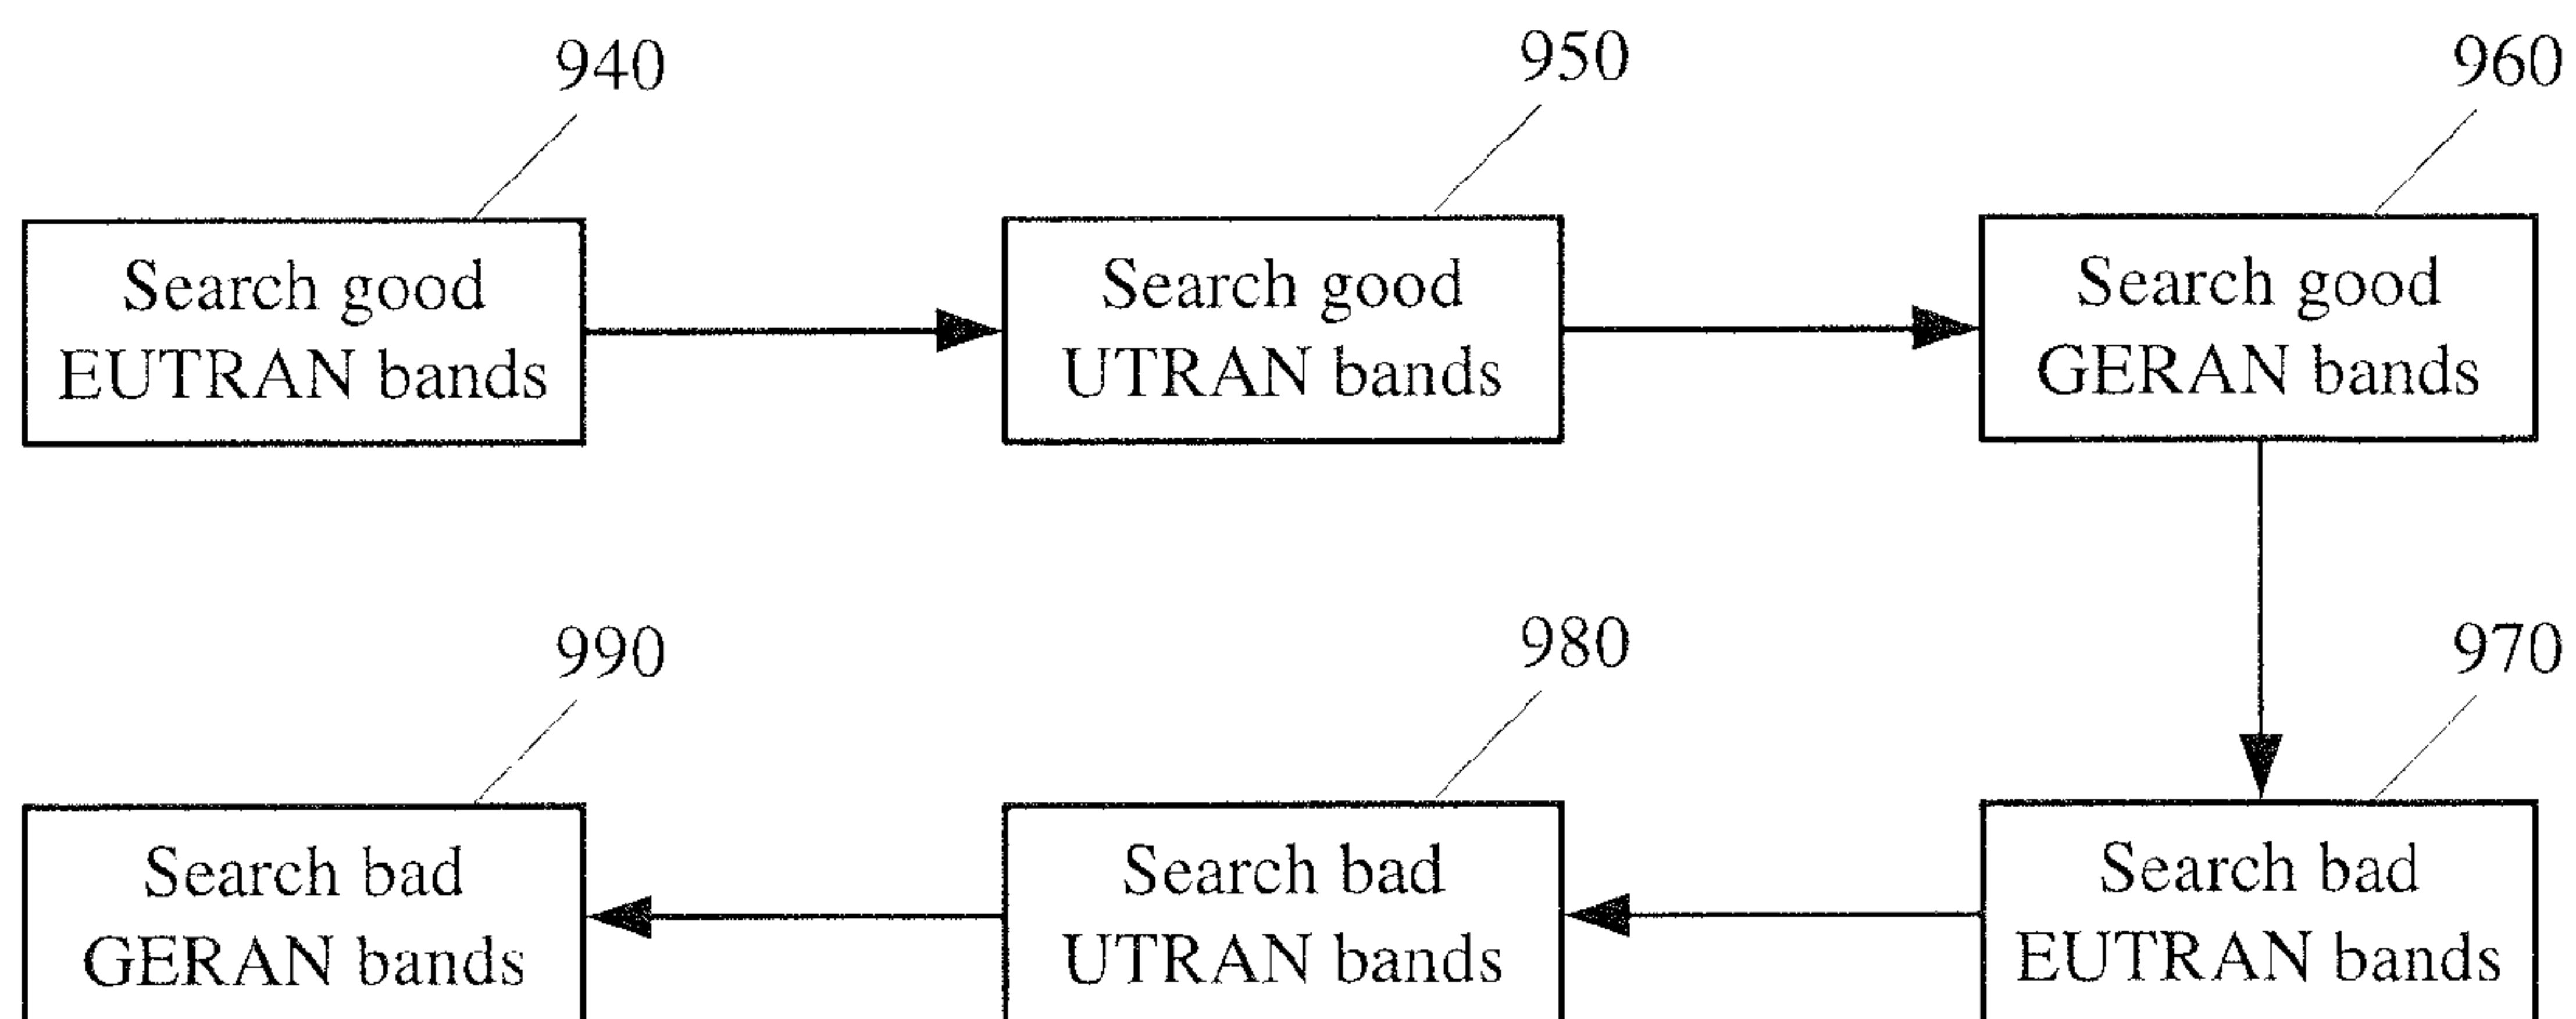 940
950
960
Search good
EUTRAN bands
Search good
UTRAN bands
Search good
GERAN bands
990
980
970
Search bad
GERAN bands
Search bad
UTRAN bands
Search bad
EUTRAN bands